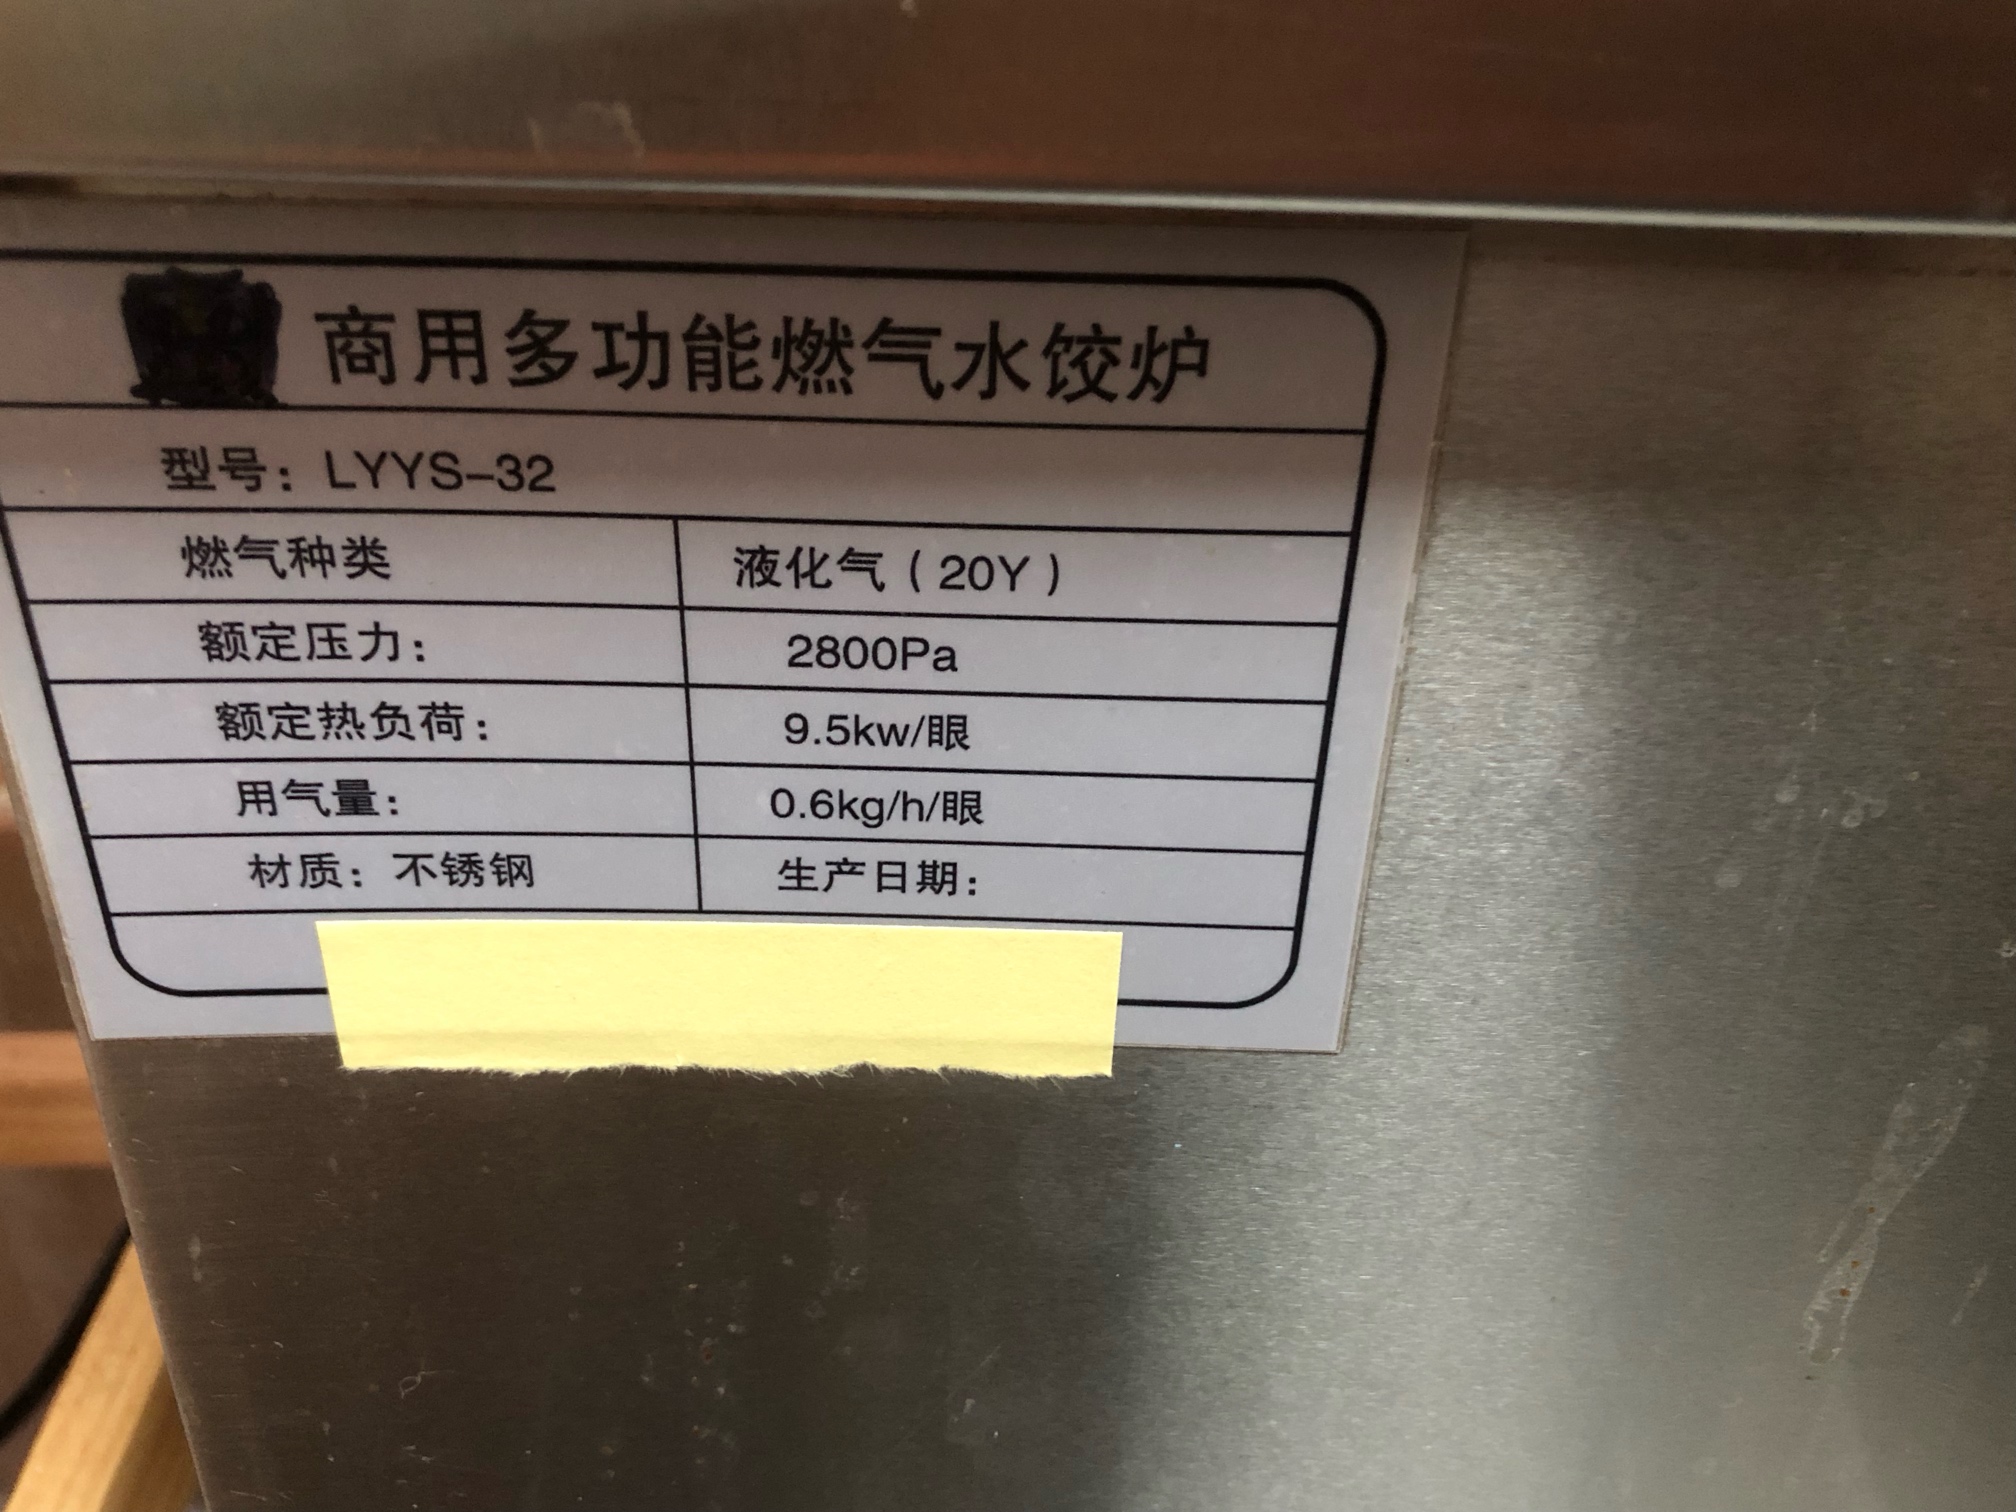 商用多功能燃气水饺炉
型号：LYYS-32
燃气种类 液化气（20Y）
额定压力： 2800Pa
额定热负荷： 9.5kw/眼
用气量： 0.6kg/h/眼
材质：不锈钢 生产日期：